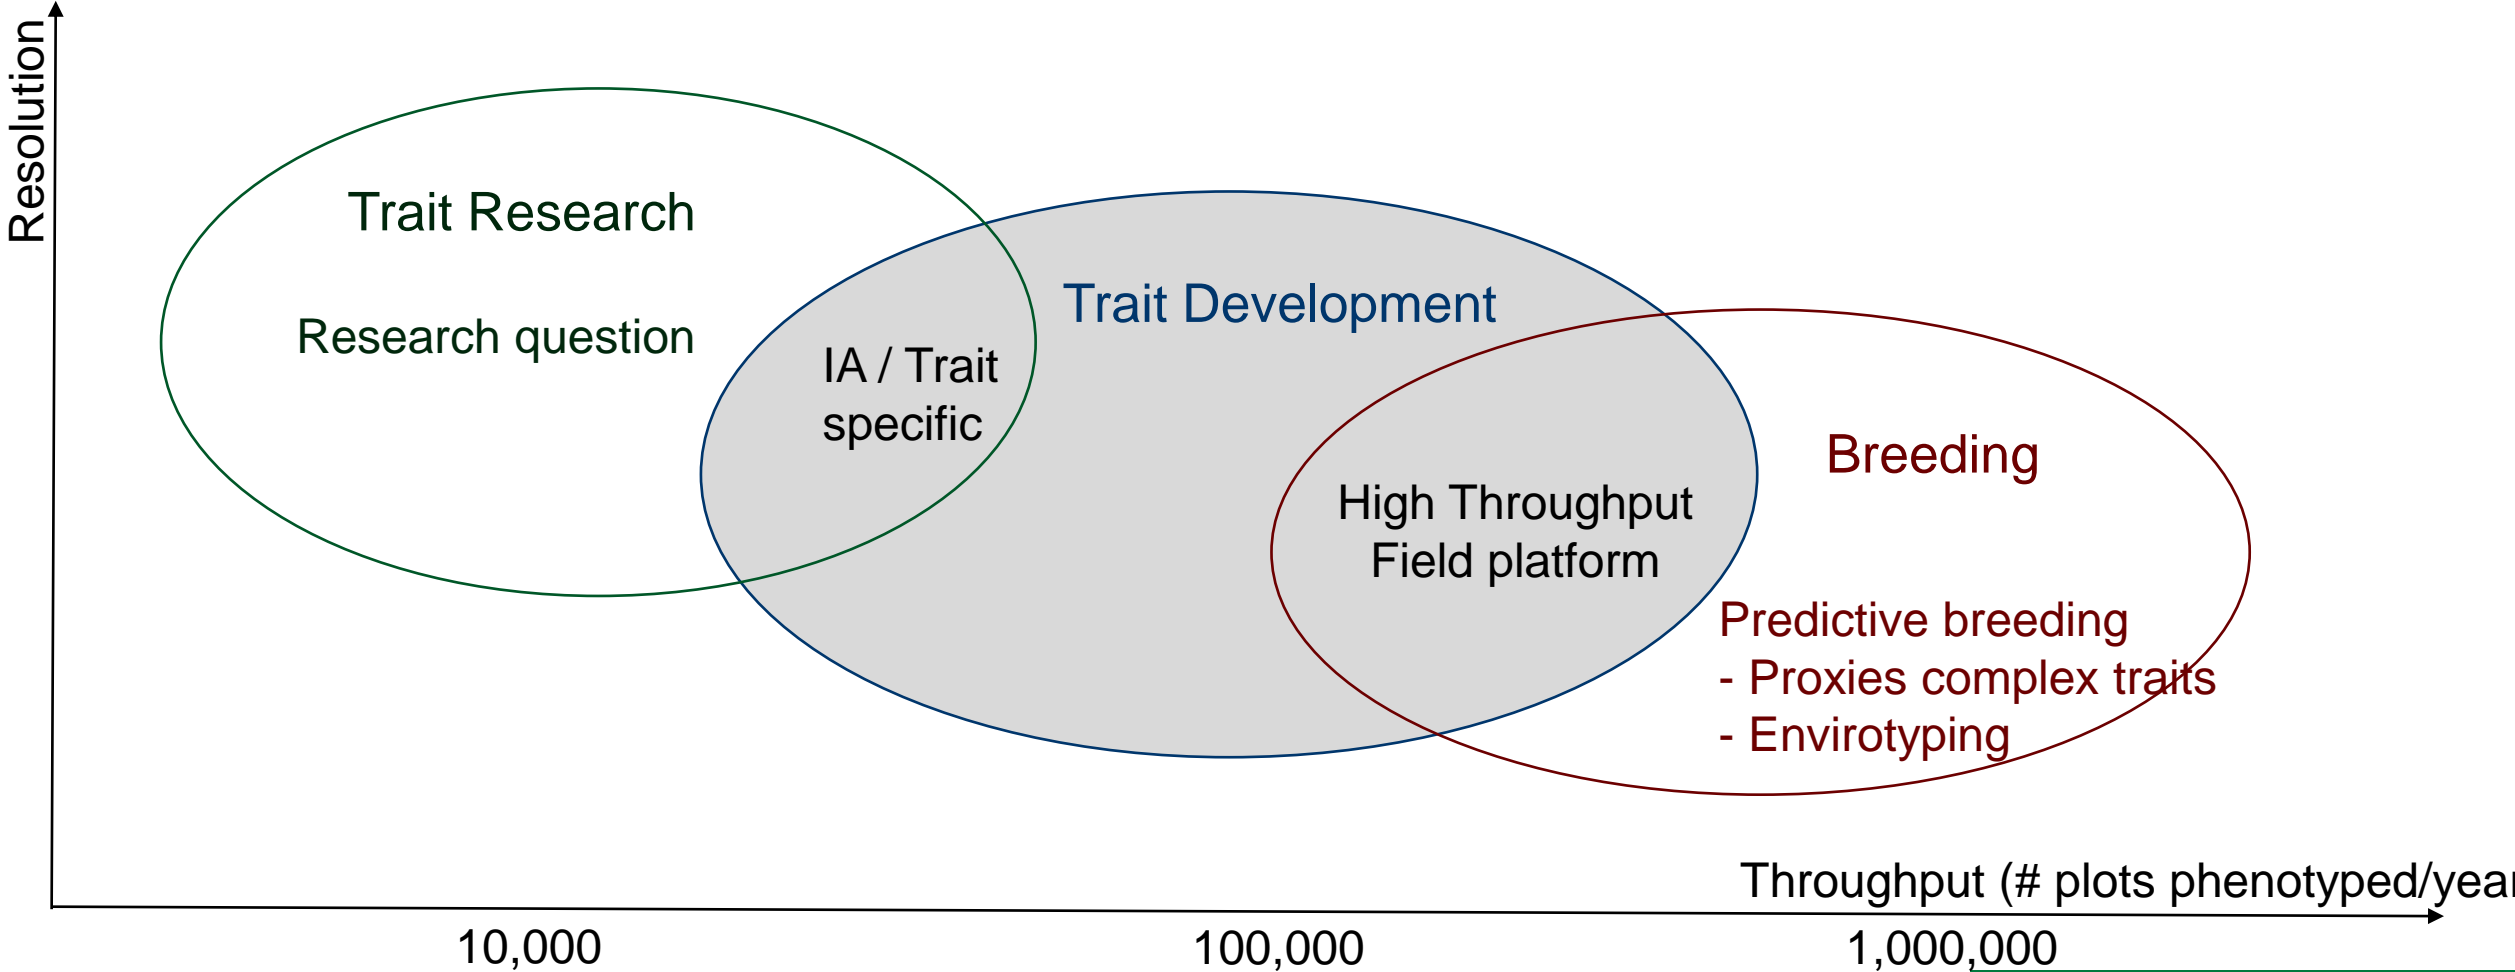 Resolution
Trait Research
Research question
Trait Development
IA / Trait
specific
High Throughput
Field platform
Breeding
Predictive breeding
- Proxies complex traits
- Envirotyping
Throughput (# plots phenotyped/year
10,000
100,000
1,000,000